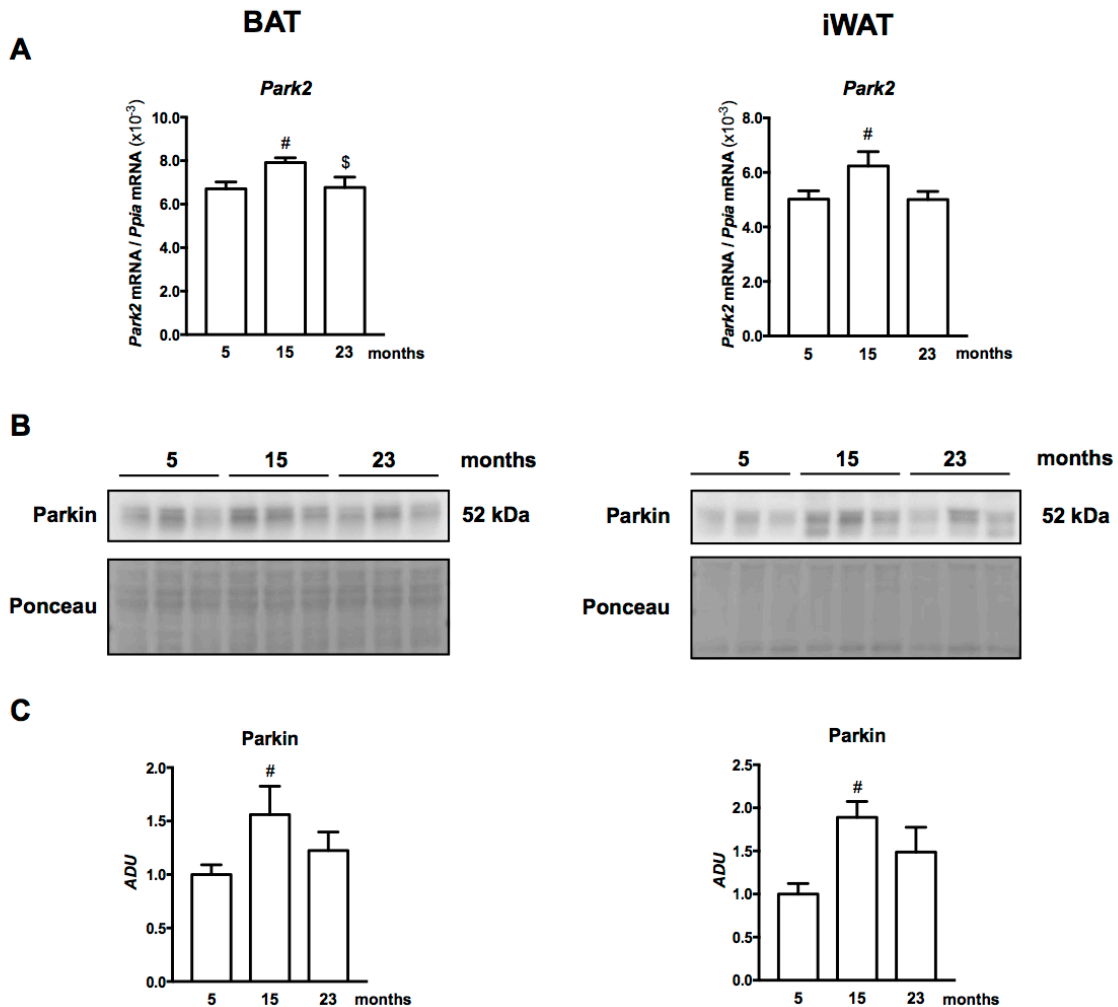 BAT
iWAT
A
Park2
Park2 mRNA / Ppia mRNA (x10-3)
10.0
8.0
6.0
4.0
2.0
0.0
#
$
5 15 23 months
Park2
Park2 mRNA / Ppia mRNA (x10-3)
8.0
6.0
4.0
2.0
0.0
#
5 15 23 months
B
5 15 23 months
Parkin 52 kDa
Ponceau
5 15 23 months
Parkin 52 kDa
Ponceau
C
Parkin
ADU
2.0
1.5
1.0
0.5
0.0
#
5 15 23 months
Parkin
ADU
2.5
2.0
1.5
1.0
0.5
0.0
#
5 15 23 months